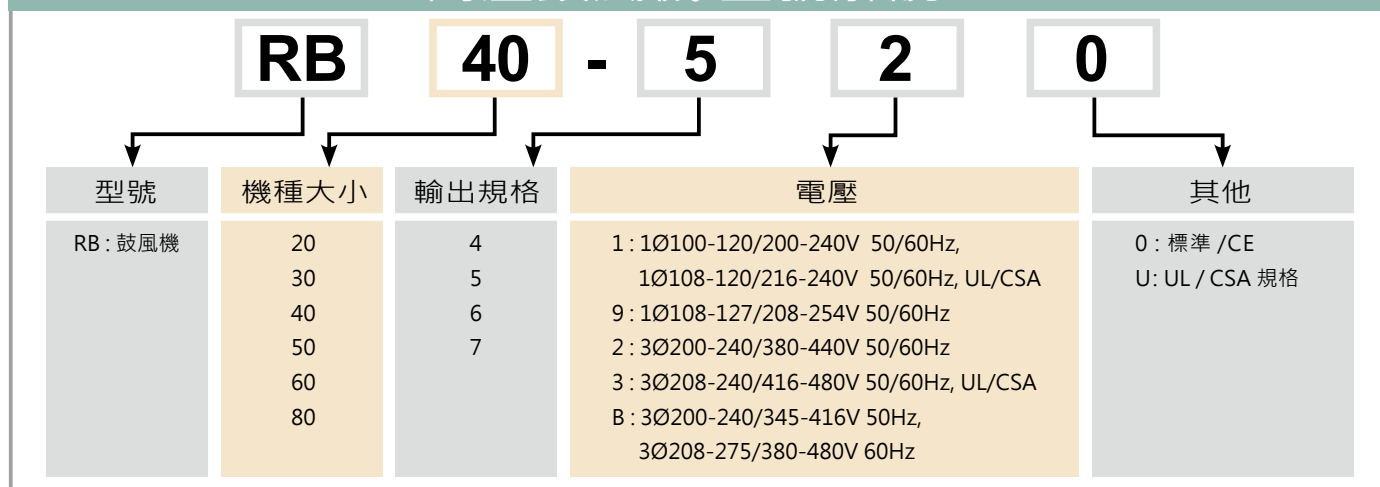 RB 40 - 5 2 0
型號 機種大小 輸出規格 電壓 其他
RB : 鼓風機
20
30
40
50
60
80
4
5
6
7
1 : 1Ø100-120/200-240V 50/60Hz,
1Ø108-120/216-240V 50/60Hz, UL/CSA
9 : 1Ø108-127/208-254V 50/60Hz
2 : 3Ø200-240/380-440V 50/60Hz
3 : 3Ø208-240/416-480V 50/60Hz, UL/CSA
B : 3Ø200-240/345-416V 50Hz,
3Ø208-275/380-480V 60Hz
0 : 標準 /CE
U: UL / CSA 規格